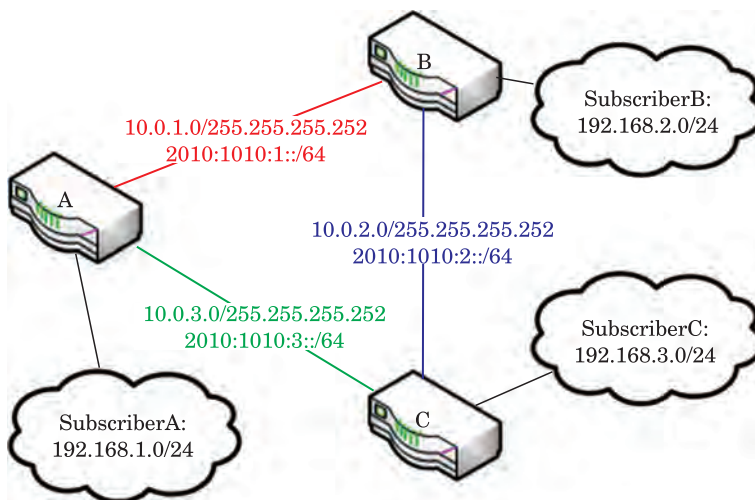 B
SubscriberB:
192.168.2.0/24
10.0.1.0/255.255.255.252
2010:1010:1::/64
A
10.0.2.0/255.255.255.252
2010:1010:2::/64
10.0.3.0/255.255.255.252
2010:1010:3::/64
SubscriberC:
192.168.3.0/24
SubscriberA:
192.168.1.0/24
C